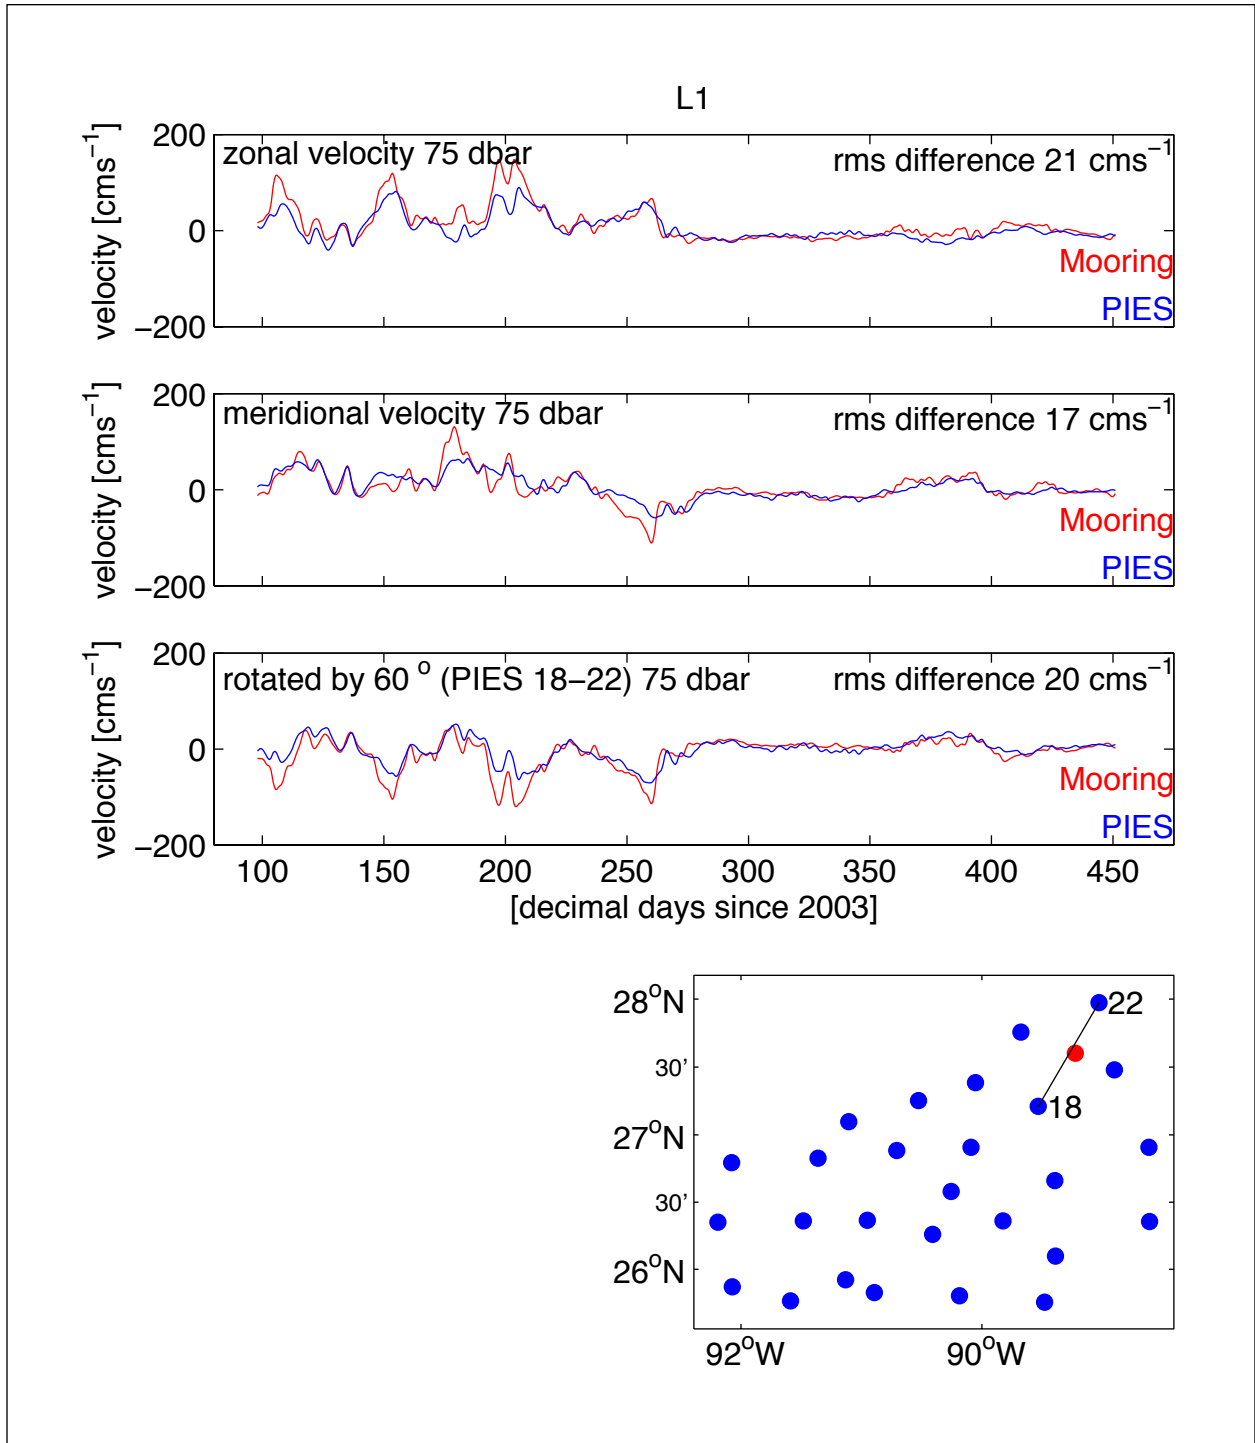 L1
200
0
−200
velocity [cms⁻¹]
zonal velocity 75 dbar
rms difference 21 cms⁻¹
Mooring
PIES
200
0
−200
velocity [cms⁻¹]
meridional velocity 75 dbar
rms difference 17 cms⁻¹
Mooring
PIES
200
0
−200
velocity [cms⁻¹]
rotated by 60 ° (PIES 18−22) 75 dbar
rms difference 20 cms⁻¹
Mooring
PIES
100 150 200 250 300 350 400 450
[decimal days since 2003]
28°N
30'
27°N
30'
26°N
22
18
92°W 90°W